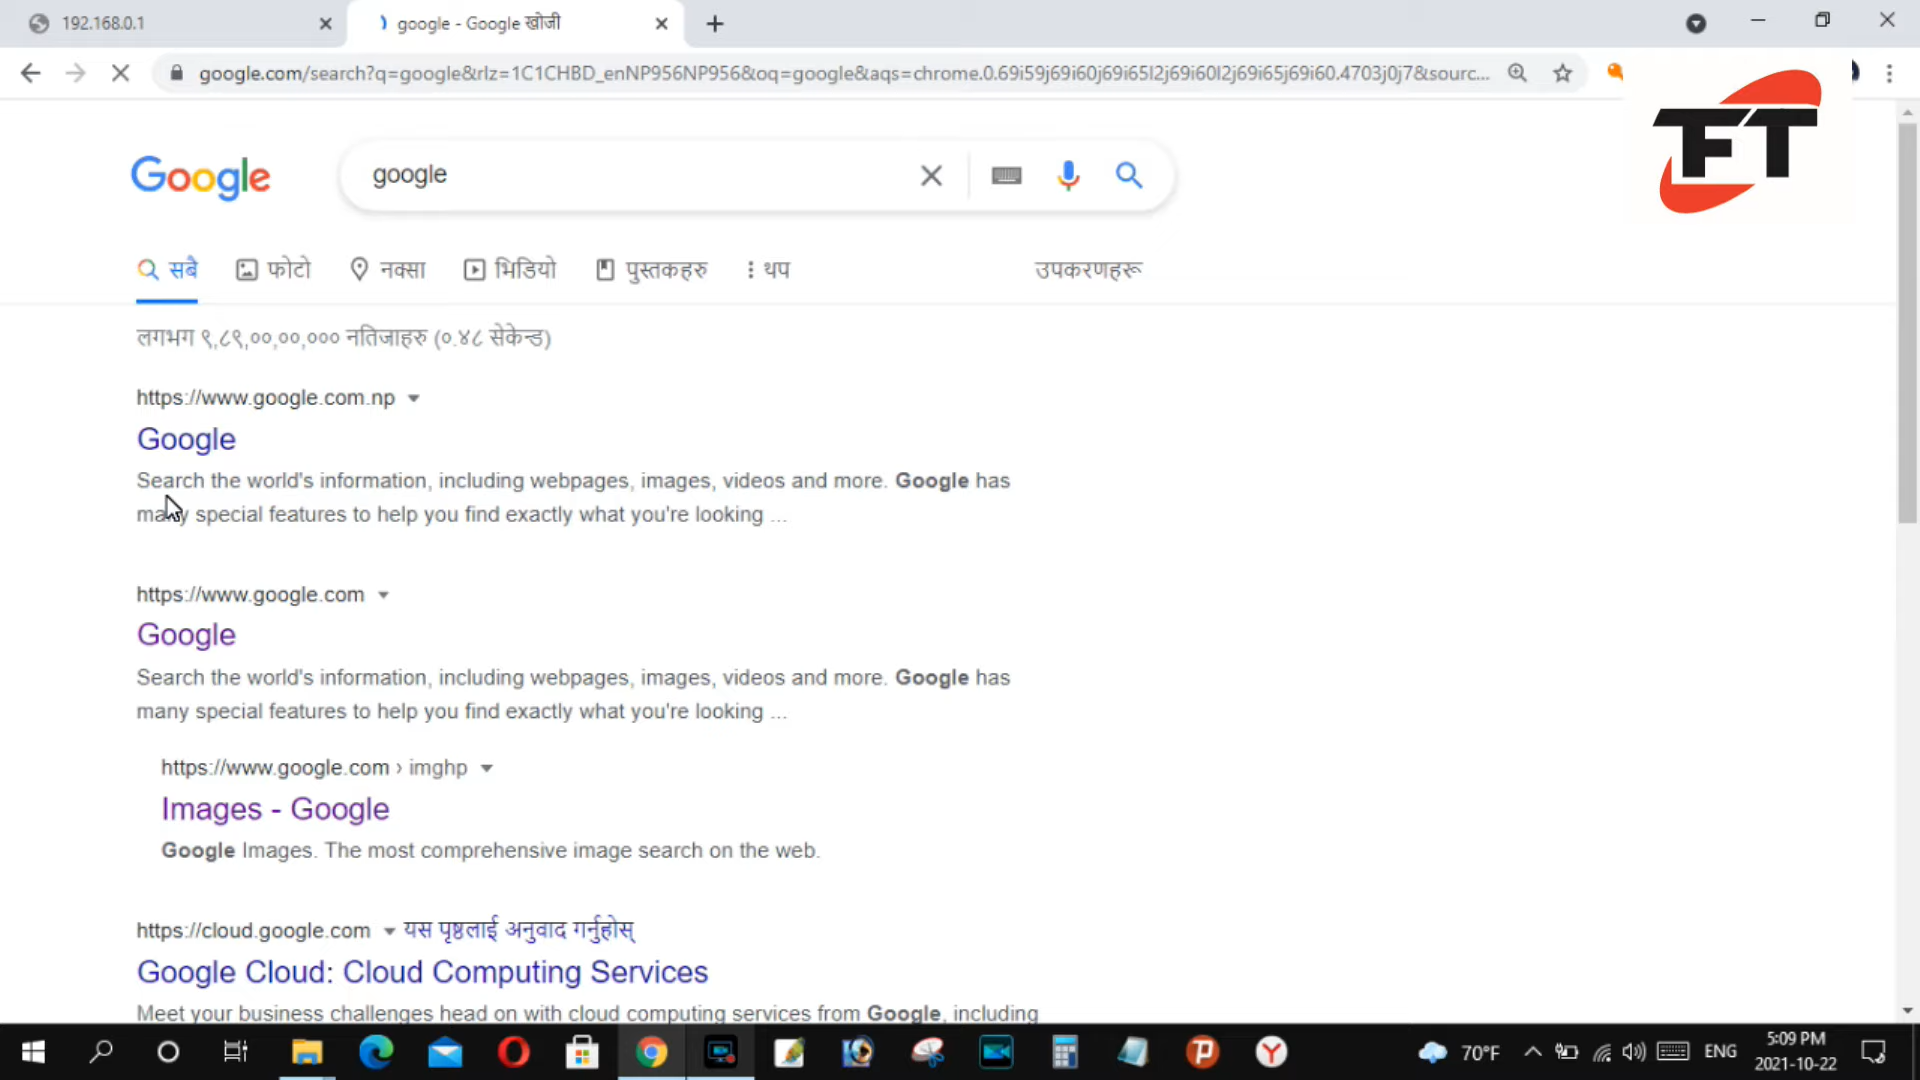 192.168.0.1
google - Google खोजी
google.com/search?q=google&rlz=1C1CHBD_enNP956NP956&oq=google&aqs=chrome.0.69i59j69i60j69i65l2j69i60l2j69i65j69i60.4703j0j7&sourc...
FT
Google
google
सबै फोटो नक्सा भिडियो पुस्तकहरु थप उपकरणहरू
लगभग ९,८९,००,००,००० नतिजाहरु (०.४८ सेकेन्ड)
https://www.google.com.np
Google
Search the world's information, including webpages, images, videos and more. Google has
many special features to help you find exactly what you're looking ...
https://www.google.com
Google
Search the world's information, including webpages, images, videos and more. Google has
many special features to help you find exactly what you're looking ...
https://www.google.com › imghp
Images - Google
Google Images. The most comprehensive image search on the web.
https://cloud.google.com यस पृष्ठलाई अनुवाद गर्नुहोस्
Google Cloud: Cloud Computing Services
Meet your business challenges head on with cloud computing services from Google, including
70°F ENG 5:09 PM
2021-10-22